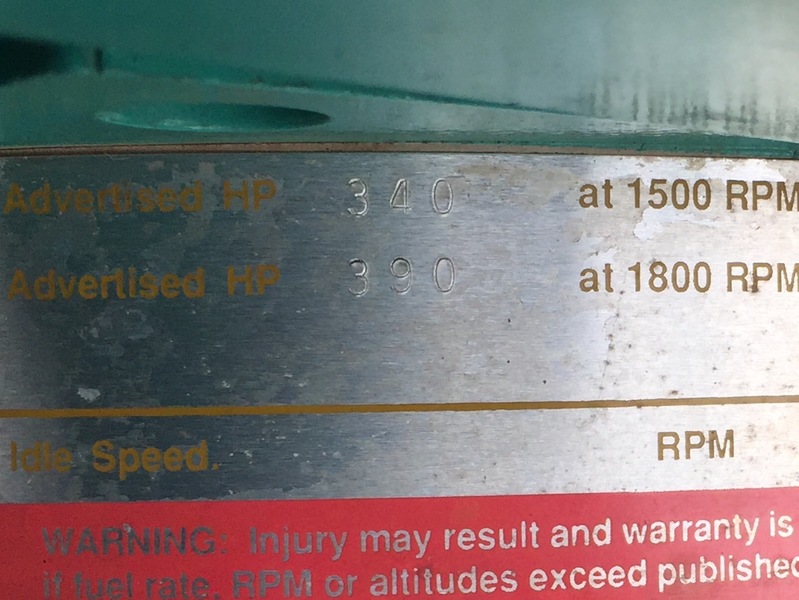 Advertised HP 340 at 1500 RPM
Advertised HP 390 at 1800 RPM
Idle Speed. RPM
WARNING: Injury may result and warranty is
if fuel rate, RPM or altitudes exceed published